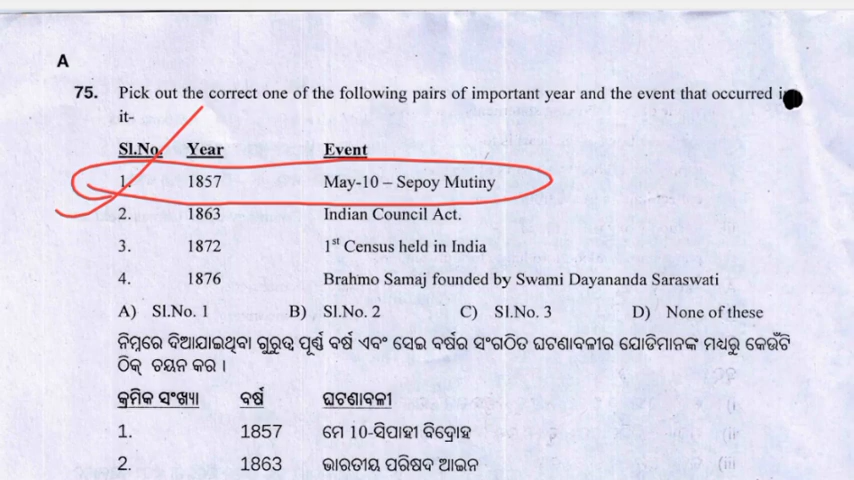 A
75. Pick out the correct one of the following pairs of important year and the event that occurred in
it-
Sl.No. Year Event
1. 1857 May-10 – Sepoy Mutiny
2. 1863 Indian Council Act.
3. 1872 1st Census held in India
4. 1876 Brahmo Samaj founded by Swami Dayananda Saraswati
A) Sl.No. 1 B) Sl.No. 2 C) Sl.No. 3 D) None of these
ନିମ୍ନରେ ଦିଆଯାଇଥିବା ଗୁରୁତ୍ୱ ପୂର୍ଣ୍ଣ ବର୍ଷ ଏବଂ ସେଇ ବର୍ଷର ସଂଗଠିତ ଘଟଣାବଳୀର ଯୋଡିମାନଙ୍କ ମଧ୍ୟରୁ କେଉଁଟି
ଠିକ୍ ଚୟନ କର ।
କ୍ରମିକ ସଂଖ୍ୟା ବର୍ଷ ଘଟଣାବଳୀ
1. 1857 ମେ 10-ସିପାହୀ ବିଦ୍ରୋହ
2. 1863 ଭାରତୀୟ ପରିଷଦ ଆଇନ